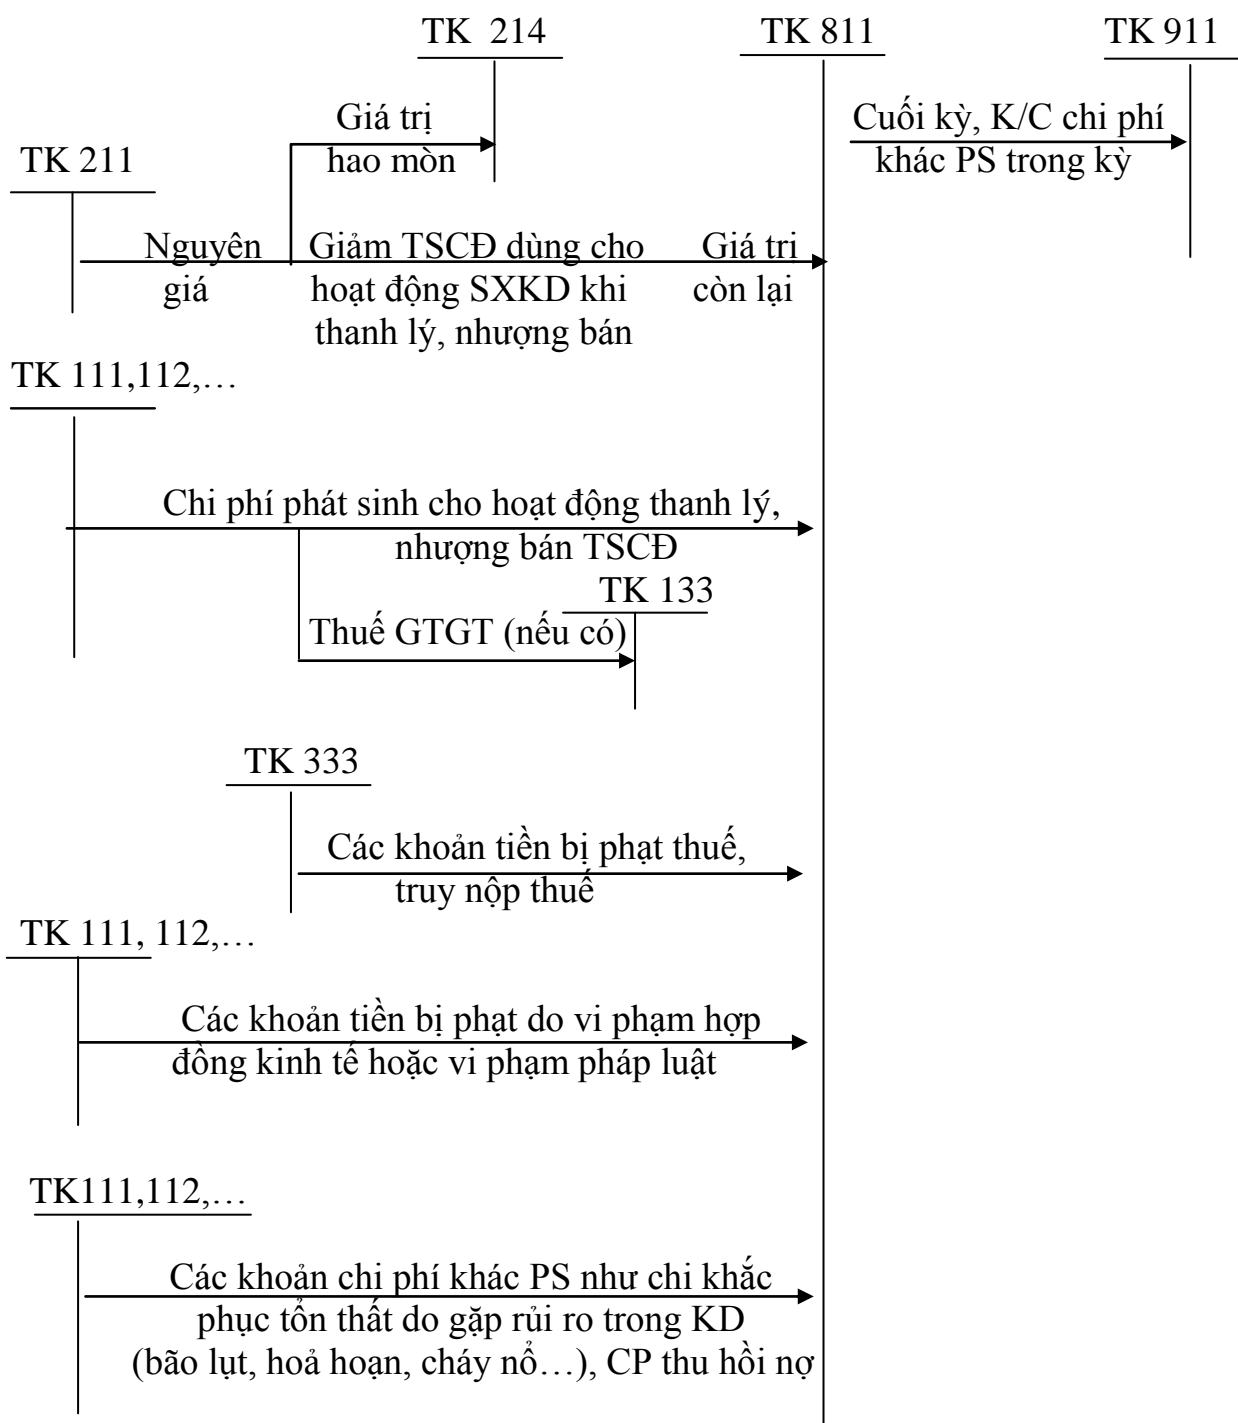 TK 214
TK 811
TK 911
Giá trị
hao mòn
Cuối kỳ, K/C chi phí
khác PS trong kỳ
TK 211
Nguyên
giá
Giảm TSCĐ dùng cho
hoạt động SXKD khi
thanh lý, nhượng bán
Giá trị
còn lại
TK 111,112,…
Chi phí phát sinh cho hoạt động thanh lý,
nhượng bán TSCĐ
TK 133
Thuế GTGT (nếu có)
TK 333
Các khoản tiền bị phạt thuế,
truy nộp thuế
TK 111, 112,…
Các khoản tiền bị phạt do vi phạm hợp
đồng kinh tế hoặc vi phạm pháp luật
TK111,112,…
Các khoản chi phí khác PS như chi khắc
phục tổn thất do gặp rủi ro trong KD
(bão lụt, hoả hoạn, cháy nổ…), CP thu hồi nợ